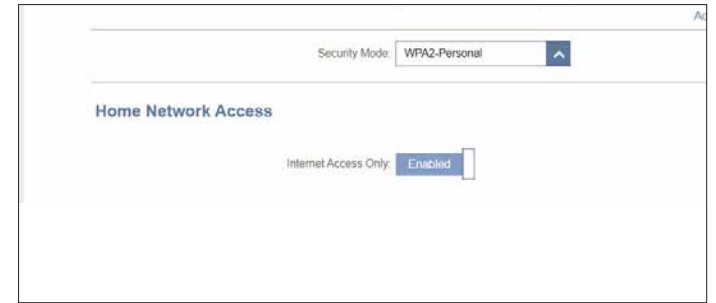 Security Mode: WPA2-Personal
Home Network Access
Internet Access Only: Enabled